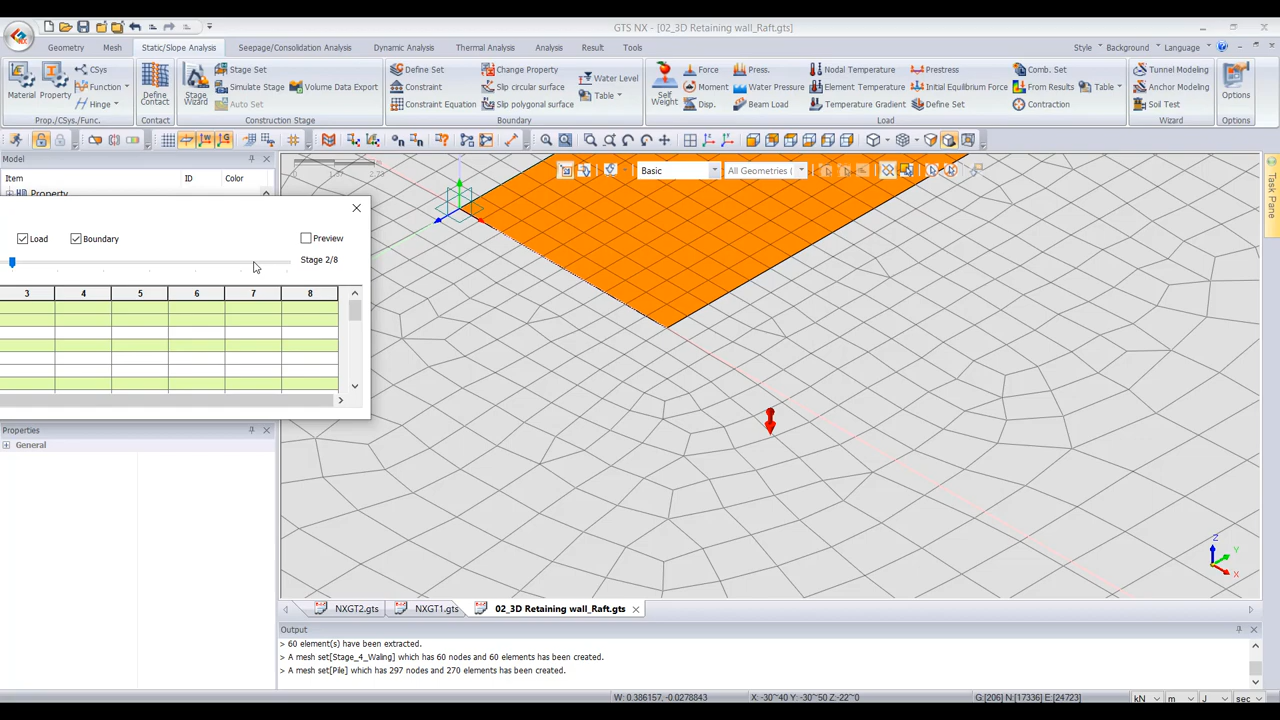 GTS NX - [02_3D Retaining wall_Raft.gts]
Geometry Mesh Static/Slope Analysis Seepage/Consolidation Analysis Dynamic Analysis Thermal Analysis Analysis Result Tools Style Background Language
CSys Stage Set Define Set Change Property Force Press. Nodal Temperature Prestress Comb. Set Tunnel Modeling
Function Simulate Stage Volume Data Export Constraint Slip circular surface Water Level Moment Water Pressure Element Temperature Initial Equilibrium Force From Results Table Anchor Modeling
Material Property Hinge Define Contact Stage Wizard Auto Set Constraint Equation Slip polygonal surface Table Self Weight Disp. Beam Load Temperature Gradient Define Set Contraction Soil Test Options
Prop./CSys./Func. Contact Construction Stage Boundary Load Wizard Options
Model
Item ID Color
Property
Basic All Geometries (
Task Pane
Load Boundary Preview
Stage 2/8
3 4 5 6 7 8
Properties
General
Z
Y
X
NXGT2.gts NXGT1.gts 02_3D Retaining wall_Raft.gts
Output
> 60 element(s) have been extracted.
> A mesh set[Stage_4_Waling] which has 60 nodes and 60 elements has been created.
> A mesh set[Pile] which has 297 nodes and 270 elements has been created.
W: 0.386157, -0.0278843 X: -30~40 Y: -30~50 Z: -22~0 G:[206] N:[17336] E:[24723] kN m J sec